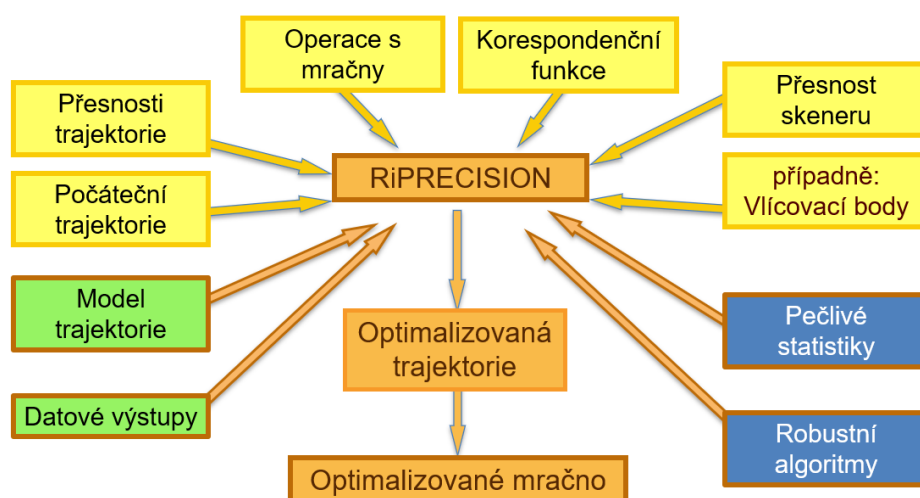 Operace s
mračny
Korespondenční
funkce
Přesnosti
trajektorie
Přesnost
skeneru
RiPRECISION
Počáteční
trajektorie
případně:
Vlícovací body
Model
trajektorie
Optimalizovaná
trajektorie
Pečlivé
statistiky
Datové výstupy
Robustní
algoritmy
Optimalizované mračno